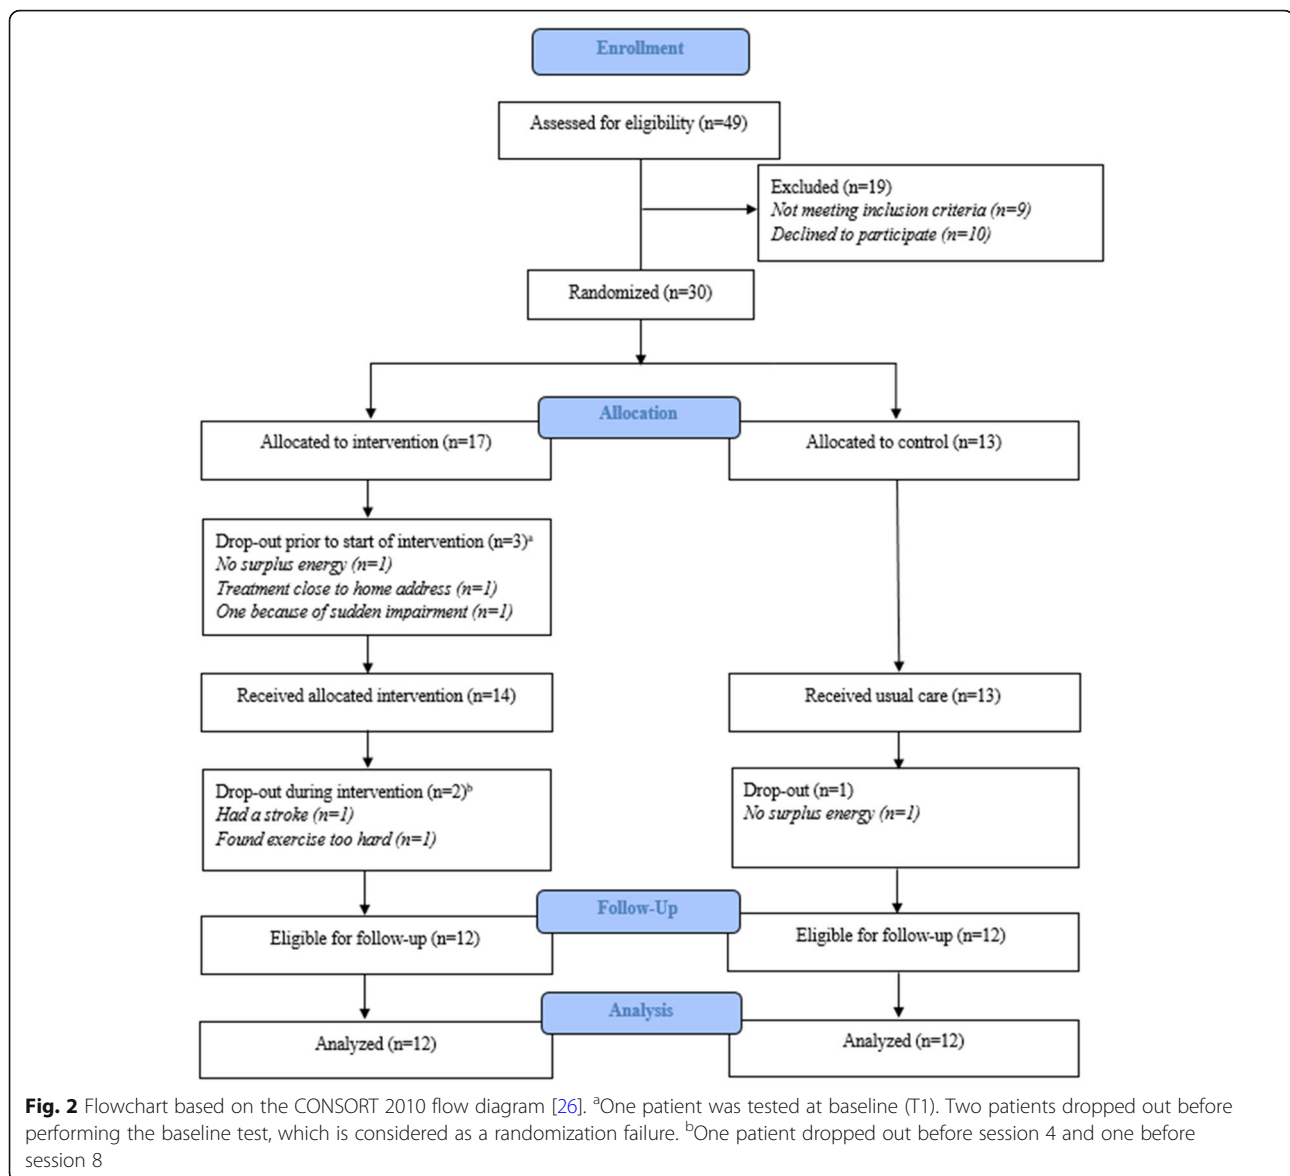 Enrollment
Assessed for eligibility (n=49)
Excluded (n=19)
Not meeting inclusion criteria (n=9)
Declined to participate (n=10)
Randomized (n=30)
Allocation
Allocated to intervention (n=17)
Allocated to control (n=13)
Drop-out prior to start of intervention (n=3)a
No surplus energy (n=1)
Treatment close to home address (n=1)
One because of sudden impairment (n=1)
Received allocated intervention (n=14)
Received usual care (n=13)
Drop-out during intervention (n=2)b
Had a stroke (n=1)
Found exercise too hard (n=1)
Drop-out (n=1)
No surplus energy (n=1)
Follow-Up
Eligible for follow-up (n=12)
Eligible for follow-up (n=12)
Analysis
Analyzed (n=12)
Analyzed (n=12)
Fig. 2 Flowchart based on the CONSORT 2010 flow diagram [26]. aOne patient was tested at baseline (T1). Two patients dropped out before
performing the baseline test, which is considered as a randomization failure. bOne patient dropped out before session 4 and one before
session 8